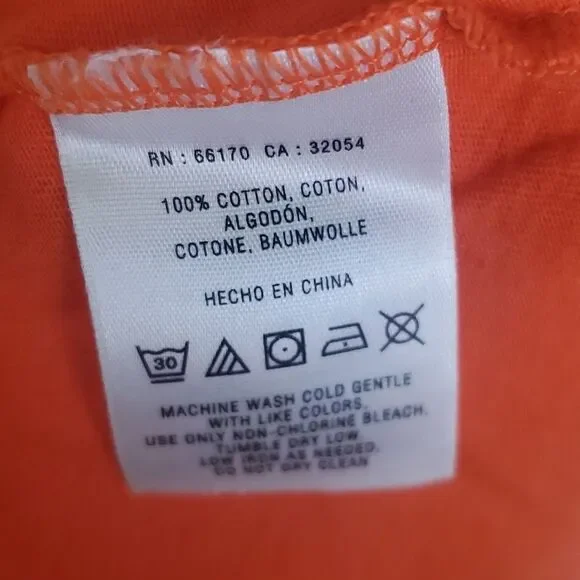 RN : 66170 CA : 32054
100% COTTON, COTON,
ALGODÓN,
COTONE, BAUMWOLLE
HECHO EN CHINA
30
MACHINE WASH COLD GENTLE
WITH LIKE COLORS.
USE ONLY NON-CHLORINE BLEACH.
TUMBLE DRY LOW
LOW IRON AS NEEDED.
DO NOT DRY CLEAN